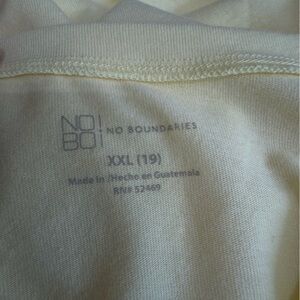 NO!
BO! NO BOUNDARIES
XXL (19)
Made in /Hecho en Guatemala
RN# 52469